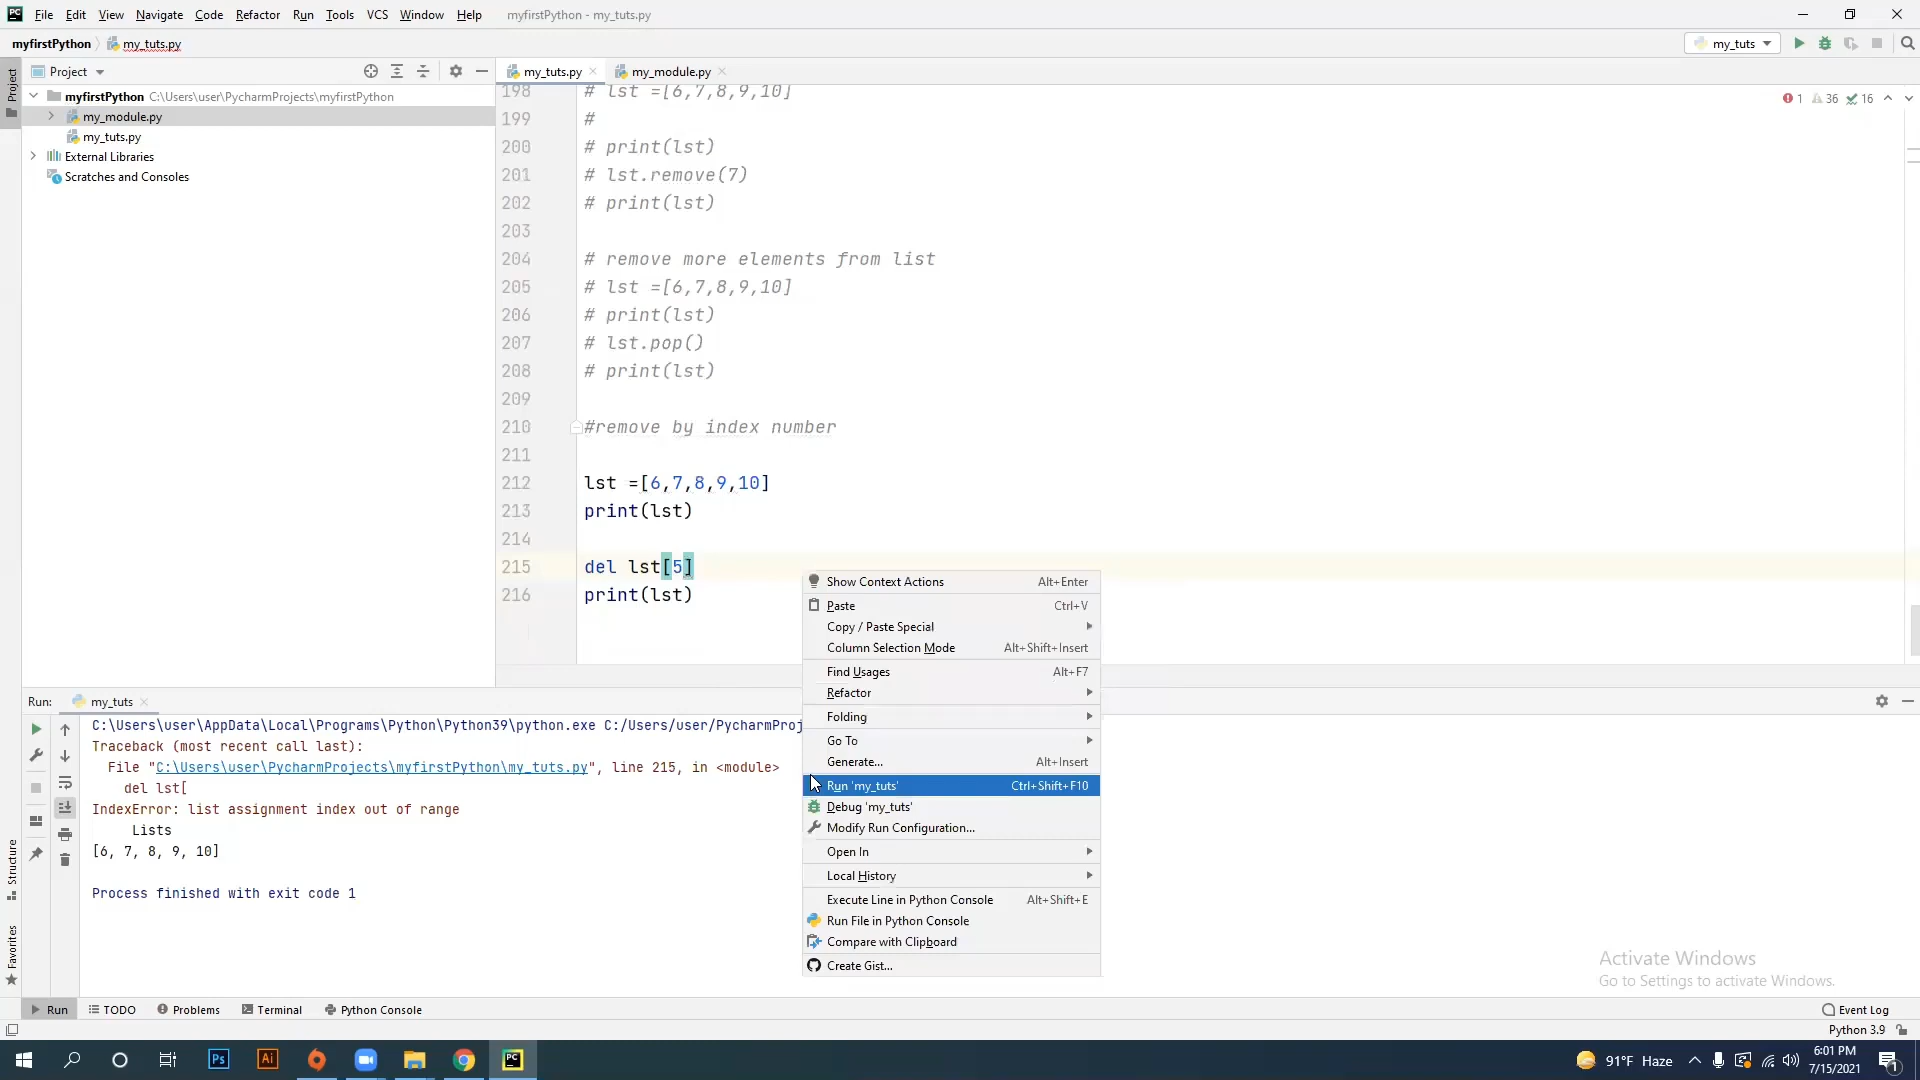 File Edit View Navigate Code Refactor Run Tools VCS Window Help myfirstPython - my_tuts.py
myfirstPython my_tuts.py my_tuts
Project
Project
my_tuts.py
my_module.py
myfirstPython C:\Users\user\PycharmProjects\myfirstPython
my_module.py
my_tuts.py
External Libraries
Scratches and Consoles
1 36 16
198 # lst =[6,7,8,9,10]
199 #
200 # print(lst)
201 # lst.remove(7)
202 # print(lst)
203
204 # remove more elements from list
205 # lst =[6,7,8,9,10]
206 # print(lst)
207 # lst.pop()
208 # print(lst)
209
210 #remove by index number
211
212 lst =[6,7,8,9,10]
213 print(lst)
214
215 del lst[5]
216 print(lst)
Show Context Actions Alt+Enter
Paste Ctrl+V
Copy / Paste Special
Column Selection Mode Alt+Shift+Insert
Find Usages Alt+F7
Refactor
Folding
Go To
Generate... Alt+Insert
Run 'my_tuts' Ctrl+Shift+F10
Debug 'my_tuts'
Modify Run Configuration...
Open In
Local History
Execute Line in Python Console Alt+Shift+E
Run File in Python Console
Compare with Clipboard
Create Gist...
Run: my_tuts
C:\Users\user\AppData\Local\Programs\Python\Python39\python.exe C:/Users/user/PycharmProj
Traceback (most recent call last):
File "C:\Users\user\PycharmProjects\myfirstPython\my_tuts.py", line 215, in <module>
del lst[
IndexError: list assignment index out of range
Lists
[6, 7, 8, 9, 10]
Process finished with exit code 1
Structure
Favorites
Activate Windows
Go to Settings to activate Windows.
Run TODO Problems Terminal Python Console Event Log
Python 3.9
Ps Ai PC 91°F Haze 6:01 PM
7/15/2021
1